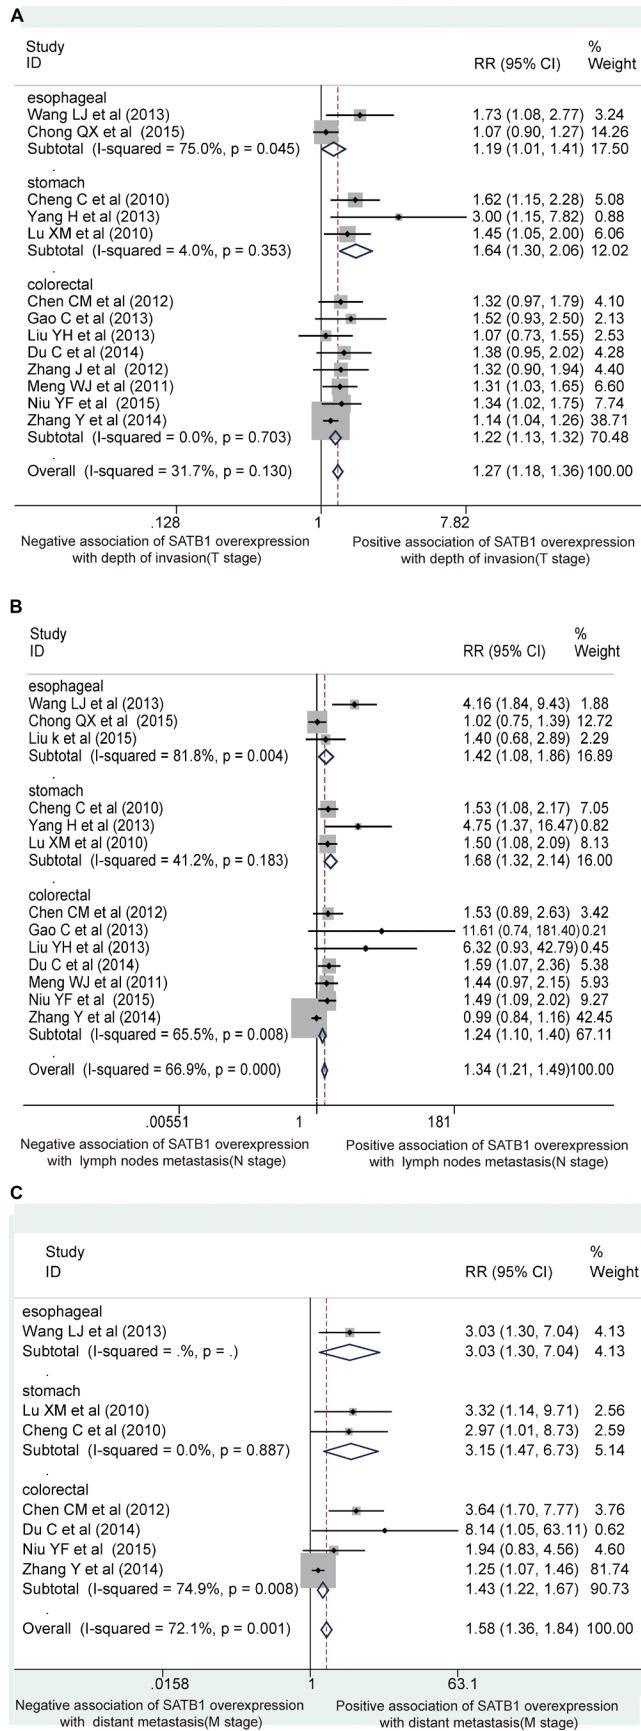 A
Study %
ID RR (95% CI) Weight
esophageal
Wang LJ et al (2013) 1.73 (1.08, 2.77) 3.24
Chong QX et al (2015) 1.07 (0.90, 1.27) 14.26
Subtotal (I-squared = 75.0%, p = 0.045) 1.19 (1.01, 1.41) 17.50
.
stomach
Cheng C et al (2010) 1.62 (1.15, 2.28) 5.08
Yang H et al (2013) 3.00 (1.15, 7.82) 0.88
Lu XM et al (2010) 1.45 (1.05, 2.00) 6.06
Subtotal (I-squared = 4.0%, p = 0.353) 1.64 (1.30, 2.06) 12.02
.
colorectal
Chen CM et al (2012) 1.32 (0.97, 1.79) 4.10
Gao C et al (2013) 1.52 (0.93, 2.50) 2.13
Liu YH et al (2013) 1.07 (0.73, 1.55) 2.53
Du C et al (2014) 1.38 (0.95, 2.02) 4.28
Zhang J et al (2012) 1.32 (0.90, 1.94) 4.40
Meng WJ et al (2011) 1.31 (1.03, 1.65) 6.60
Niu YF et al (2015) 1.34 (1.02, 1.75) 7.74
Zhang Y et al (2014) 1.14 (1.04, 1.26) 38.71
Subtotal (I-squared = 0.0%, p = 0.703) 1.22 (1.13, 1.32) 70.48
.
Overall (I-squared = 31.7%, p = 0.130) 1.27 (1.18, 1.36) 100.00
.128 1 7.82
Negative association of SATB1 overexpression Positive association of SATB1 overexpression
with depth of invasion(T stage) with depth of invasion(T stage)
B
Study %
ID RR (95% CI) Weight
esophageal
Wang LJ et al (2013) 4.16 (1.84, 9.43) 1.88
Chong QX et al (2015) 1.02 (0.75, 1.39) 12.72
Liu k et al (2015) 1.40 (0.68, 2.89) 2.29
Subtotal (I-squared = 81.8%, p = 0.004) 1.42 (1.08, 1.86) 16.89
.
stomach
Cheng C et al (2010) 1.53 (1.08, 2.17) 7.05
Yang H et al (2013) 4.75 (1.37, 16.47) 0.82
Lu XM et al (2010) 1.50 (1.08, 2.09) 8.13
Subtotal (I-squared = 41.2%, p = 0.183) 1.68 (1.32, 2.14) 16.00
.
colorectal
Chen CM et al (2012) 1.53 (0.89, 2.63) 3.42
Gao C et al (2013) 11.61 (0.74, 181.40) 0.21
Liu YH et al (2013) 6.32 (0.93, 42.79) 0.45
Du C et al (2014) 1.59 (1.07, 2.36) 5.38
Meng WJ et al (2011) 1.44 (0.97, 2.15) 5.93
Niu YF et al (2015) 1.49 (1.09, 2.02) 9.27
Zhang Y et al (2014) 0.99 (0.84, 1.16) 42.45
Subtotal (I-squared = 65.5%, p = 0.008) 1.24 (1.10, 1.40) 67.11
.
Overall (I-squared = 66.9%, p = 0.000) 1.34 (1.21, 1.49)100.00
.00551 1 181
Negative association of SATB1 overexpression Positive association of SATB1 overexpression
with lymph nodes metastasis(N stage) with lymph nodes metastasis(N stage)
C
Study %
ID RR (95% CI) Weight
esophageal
Wang LJ et al (2013) 3.03 (1.30, 7.04) 4.13
Subtotal (I-squared = .%, p = .) 3.03 (1.30, 7.04) 4.13
.
stomach
Lu XM et al (2010) 3.32 (1.14, 9.71) 2.56
Cheng C et al (2010) 2.97 (1.01, 8.73) 2.59
Subtotal (I-squared = 0.0%, p = 0.887) 3.15 (1.47, 6.73) 5.14
.
colorectal
Chen CM et al (2012) 3.64 (1.70, 7.77) 3.76
Du C et al (2014) 8.14 (1.05, 63.11) 0.62
Niu YF et al (2015) 1.94 (0.83, 4.56) 4.60
Zhang Y et al (2014) 1.25 (1.07, 1.46) 81.74
Subtotal (I-squared = 74.9%, p = 0.008) 1.43 (1.22, 1.67) 90.73
.
Overall (I-squared = 72.1%, p = 0.001) 1.58 (1.36, 1.84) 100.00
.0158 1 63.1
Negative association of SATB1 overexpression Positive association of SATB1 overexpression
with distant metastasis(M stage) with distant metastasis(M stage)